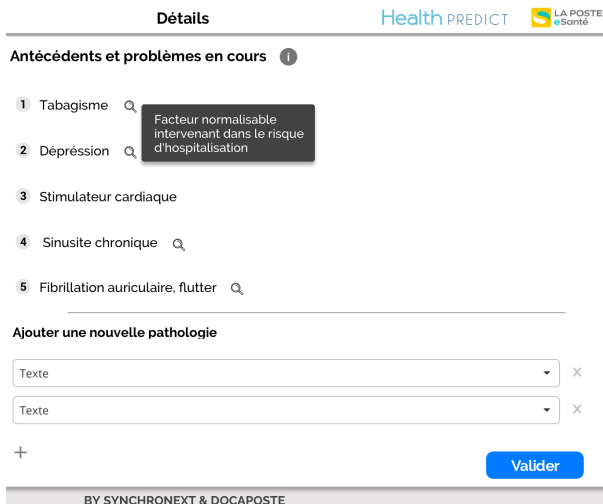 Détails
Health PREDICT
LA POSTE
eSanté
Antécédents et problèmes en cours i
1 Tabagisme
Facteur normalisable
intervenant dans le risque
d'hospitalisation
2 Dépréssion
3 Stimulateur cardiaque
4 Sinusite chronique
5 Fibrillation auriculaire, flutter
Ajouter une nouvelle pathologie
Texte
Texte
Valider
BY SYNCHRONEXT & DOCAPOSTE